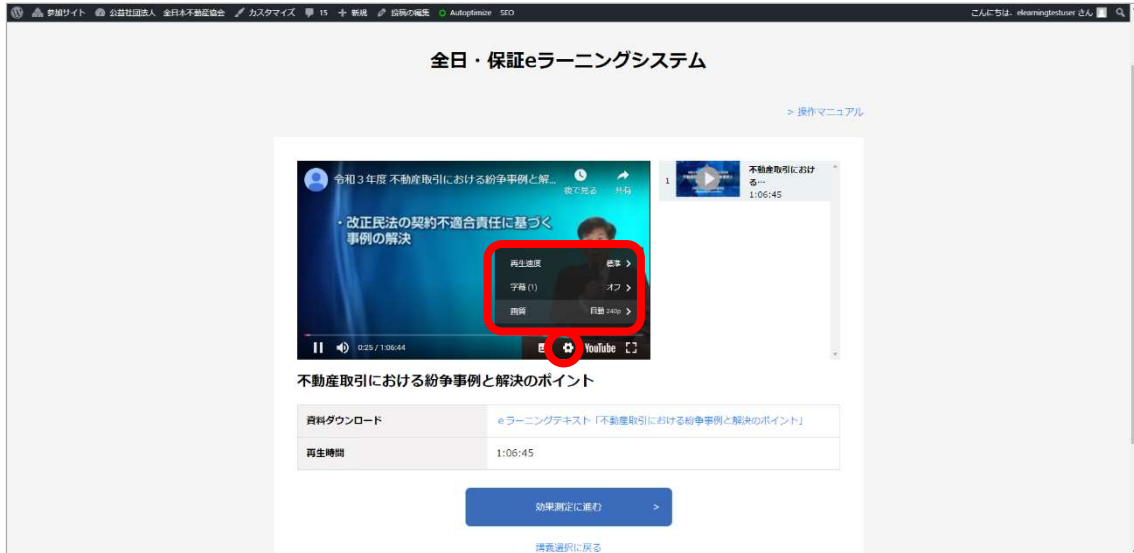 参加サイト 公益社団法人 全日本不動産協会 カスタマイズ 15 新規 投稿の編集 Autoptimize SEO こんにちは、elearningtestuser さん
全日・保証eラーニングシステム
> 操作マニュアル
令和3年度 不動産取引における紛争事例と解... 後で見る 共有
・改正民法の契約不適合責任に基づく
事例の解決
再生速度 標準 >
字幕 (1) オフ >
画質 自動 240p >
0:25 / 1:06:44 YouTube
1 不動産取引におけ
る…
1:06:45
不動産取引における紛争事例と解決のポイント
資料ダウンロード eラーニングテキスト「不動産取引における紛争事例と解決のポイント」
再生時間 1:06:45
効果測定に進む >
講義選択に戻る